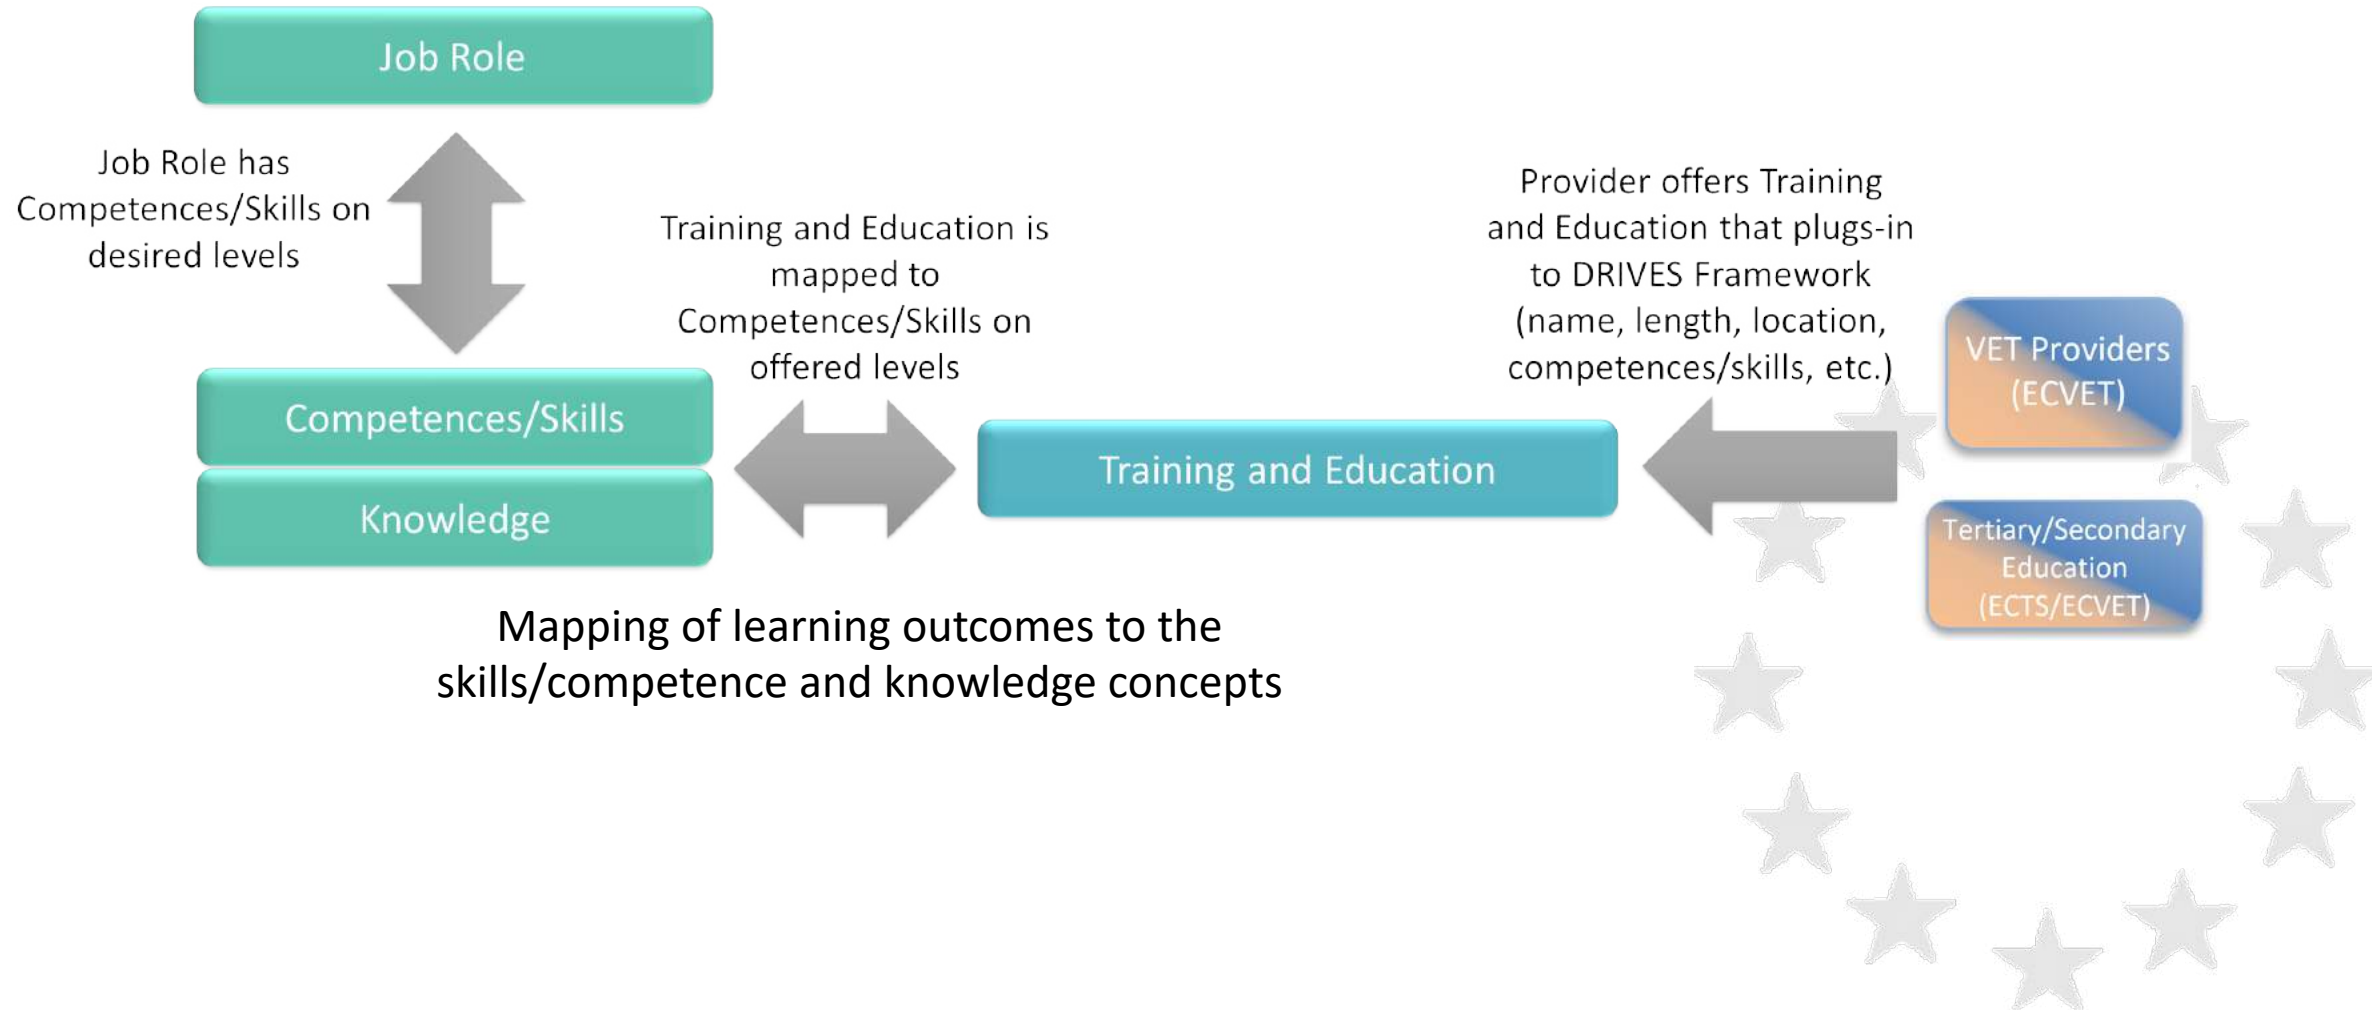 Job Role
Job Role has
Competences/Skills on
desired levels
Training and Education is
mapped to
Competences/Skills on
offered levels
Provider offers Training
and Education that plugs-in
to DRIVES Framework
(name, length, location,
competences/skills, etc.)
VET Providers
(ECVET)
Competences/Skills
Knowledge
Training and Education
Tertiary/Secondary
Education
(ECTS/ECVET)
Mapping of learning outcomes to the
skills/competence and knowledge concepts